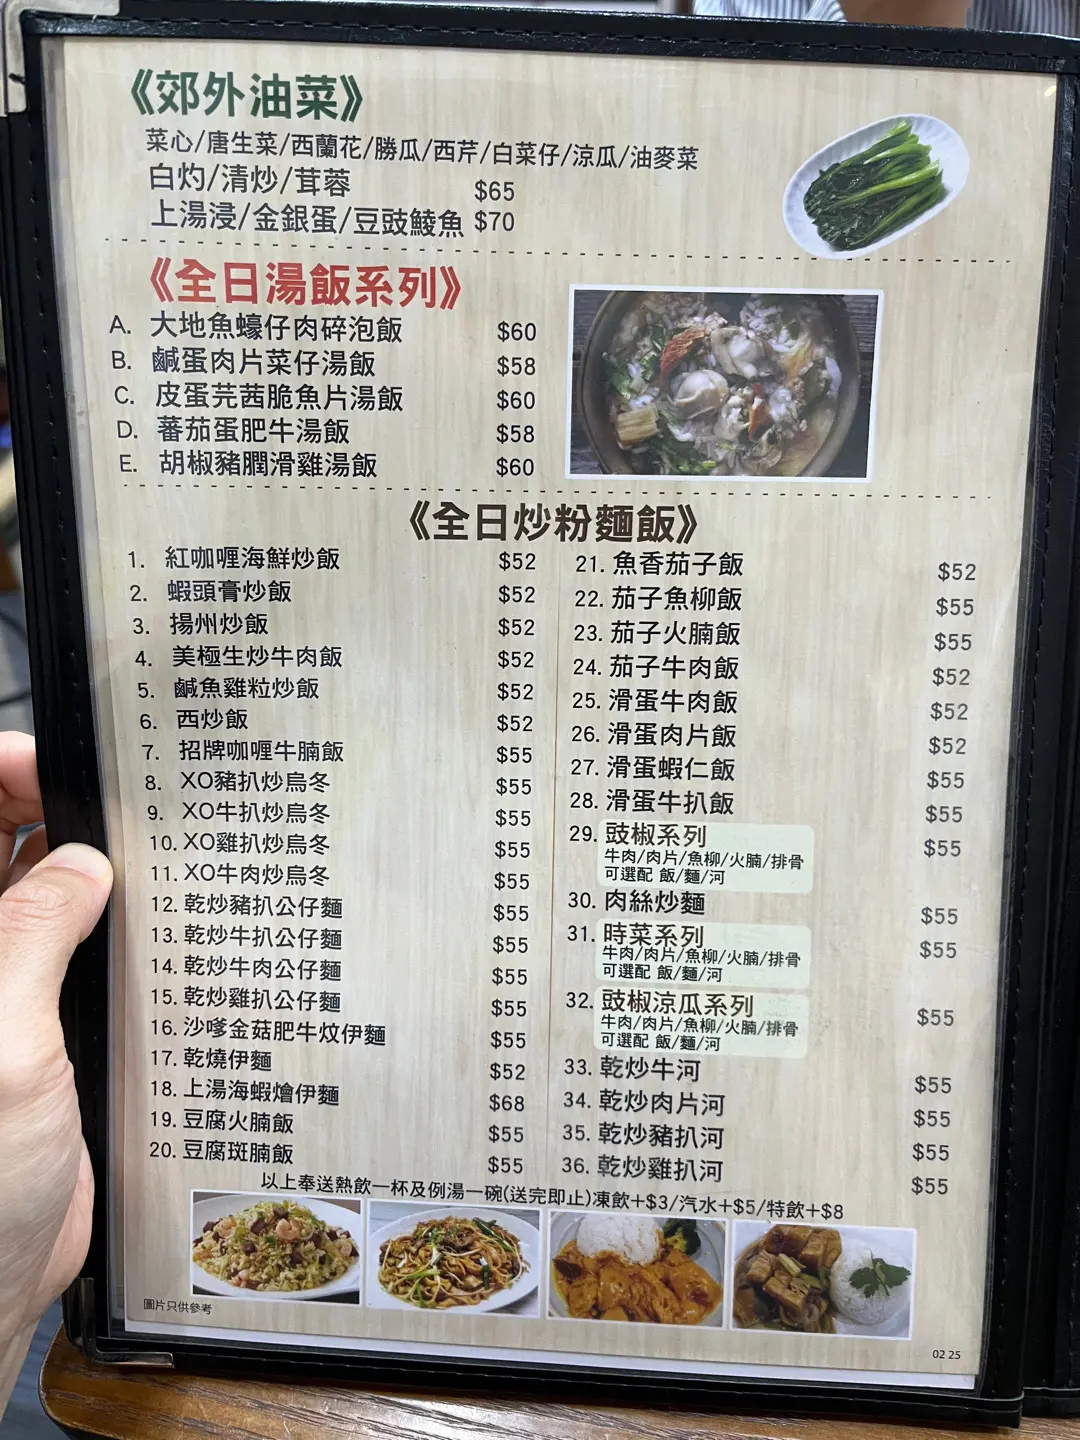 《郊外油菜》
菜心/唐生菜/西蘭花/勝瓜/西芹/白菜仔/涼瓜/油麥菜
白灼/清炒/茸蓉 $65
上湯浸/金銀蛋/豆豉鯪魚 $70
《全日湯飯系列》
A. 大地魚蠔仔肉碎泡飯 $60
B. 鹹蛋肉片菜仔湯飯 $58
C. 皮蛋芫茜脆魚片湯飯 $60
D. 蕃茄蛋肥牛湯飯 $58
E. 胡椒豬膶滑雞湯飯 $60
《全日炒粉麵飯》
1. 紅咖喱海鮮炒飯 $52
2. 蝦頭膏炒飯 $52
3. 揚州炒飯 $52
4. 美極生炒牛肉飯 $52
5. 鹹魚雞粒炒飯 $52
6. 西炒飯 $52
7. 招牌咖喱牛腩飯 $55
8. XO豬扒炒烏冬 $55
9. XO牛扒炒烏冬 $55
10. XO雞扒炒烏冬 $55
11. XO牛肉炒烏冬 $55
12. 乾炒豬扒公仔麵 $55
13. 乾炒牛扒公仔麵 $55
14. 乾炒牛肉公仔麵 $55
15. 乾炒雞扒公仔麵 $55
16. 沙嗲金菇肥牛炆伊麵 $55
17. 乾燒伊麵 $52
18. 上湯海蝦燴伊麵 $68
19. 豆腐火腩飯 $55
20. 豆腐斑腩飯 $55
21. 魚香茄子飯 $52
22. 茄子魚柳飯 $55
23. 茄子火腩飯 $55
24. 茄子牛肉飯 $52
25. 滑蛋牛肉飯 $52
26. 滑蛋肉片飯 $52
27. 滑蛋蝦仁飯 $55
28. 滑蛋牛扒飯 $55
29. 豉椒系列 $55
牛肉/肉片/魚柳/火腩/排骨
可選配 飯/麵/河
30. 肉絲炒麵 $55
31. 時菜系列 $55
牛肉/肉片/魚柳/火腩/排骨
可選配 飯/麵/河
32. 豉椒涼瓜系列 $55
牛肉/肉片/魚柳/火腩/排骨
可選配 飯/麵/河
33. 乾炒牛河 $55
34. 乾炒肉片河 $55
35. 乾炒豬扒河 $55
36. 乾炒雞扒河 $55
以上奉送熱飲一杯及例湯一碗(送完即止)凍飲+$3/汽水+$5/特飲+$8
圖片只供參考
02 25